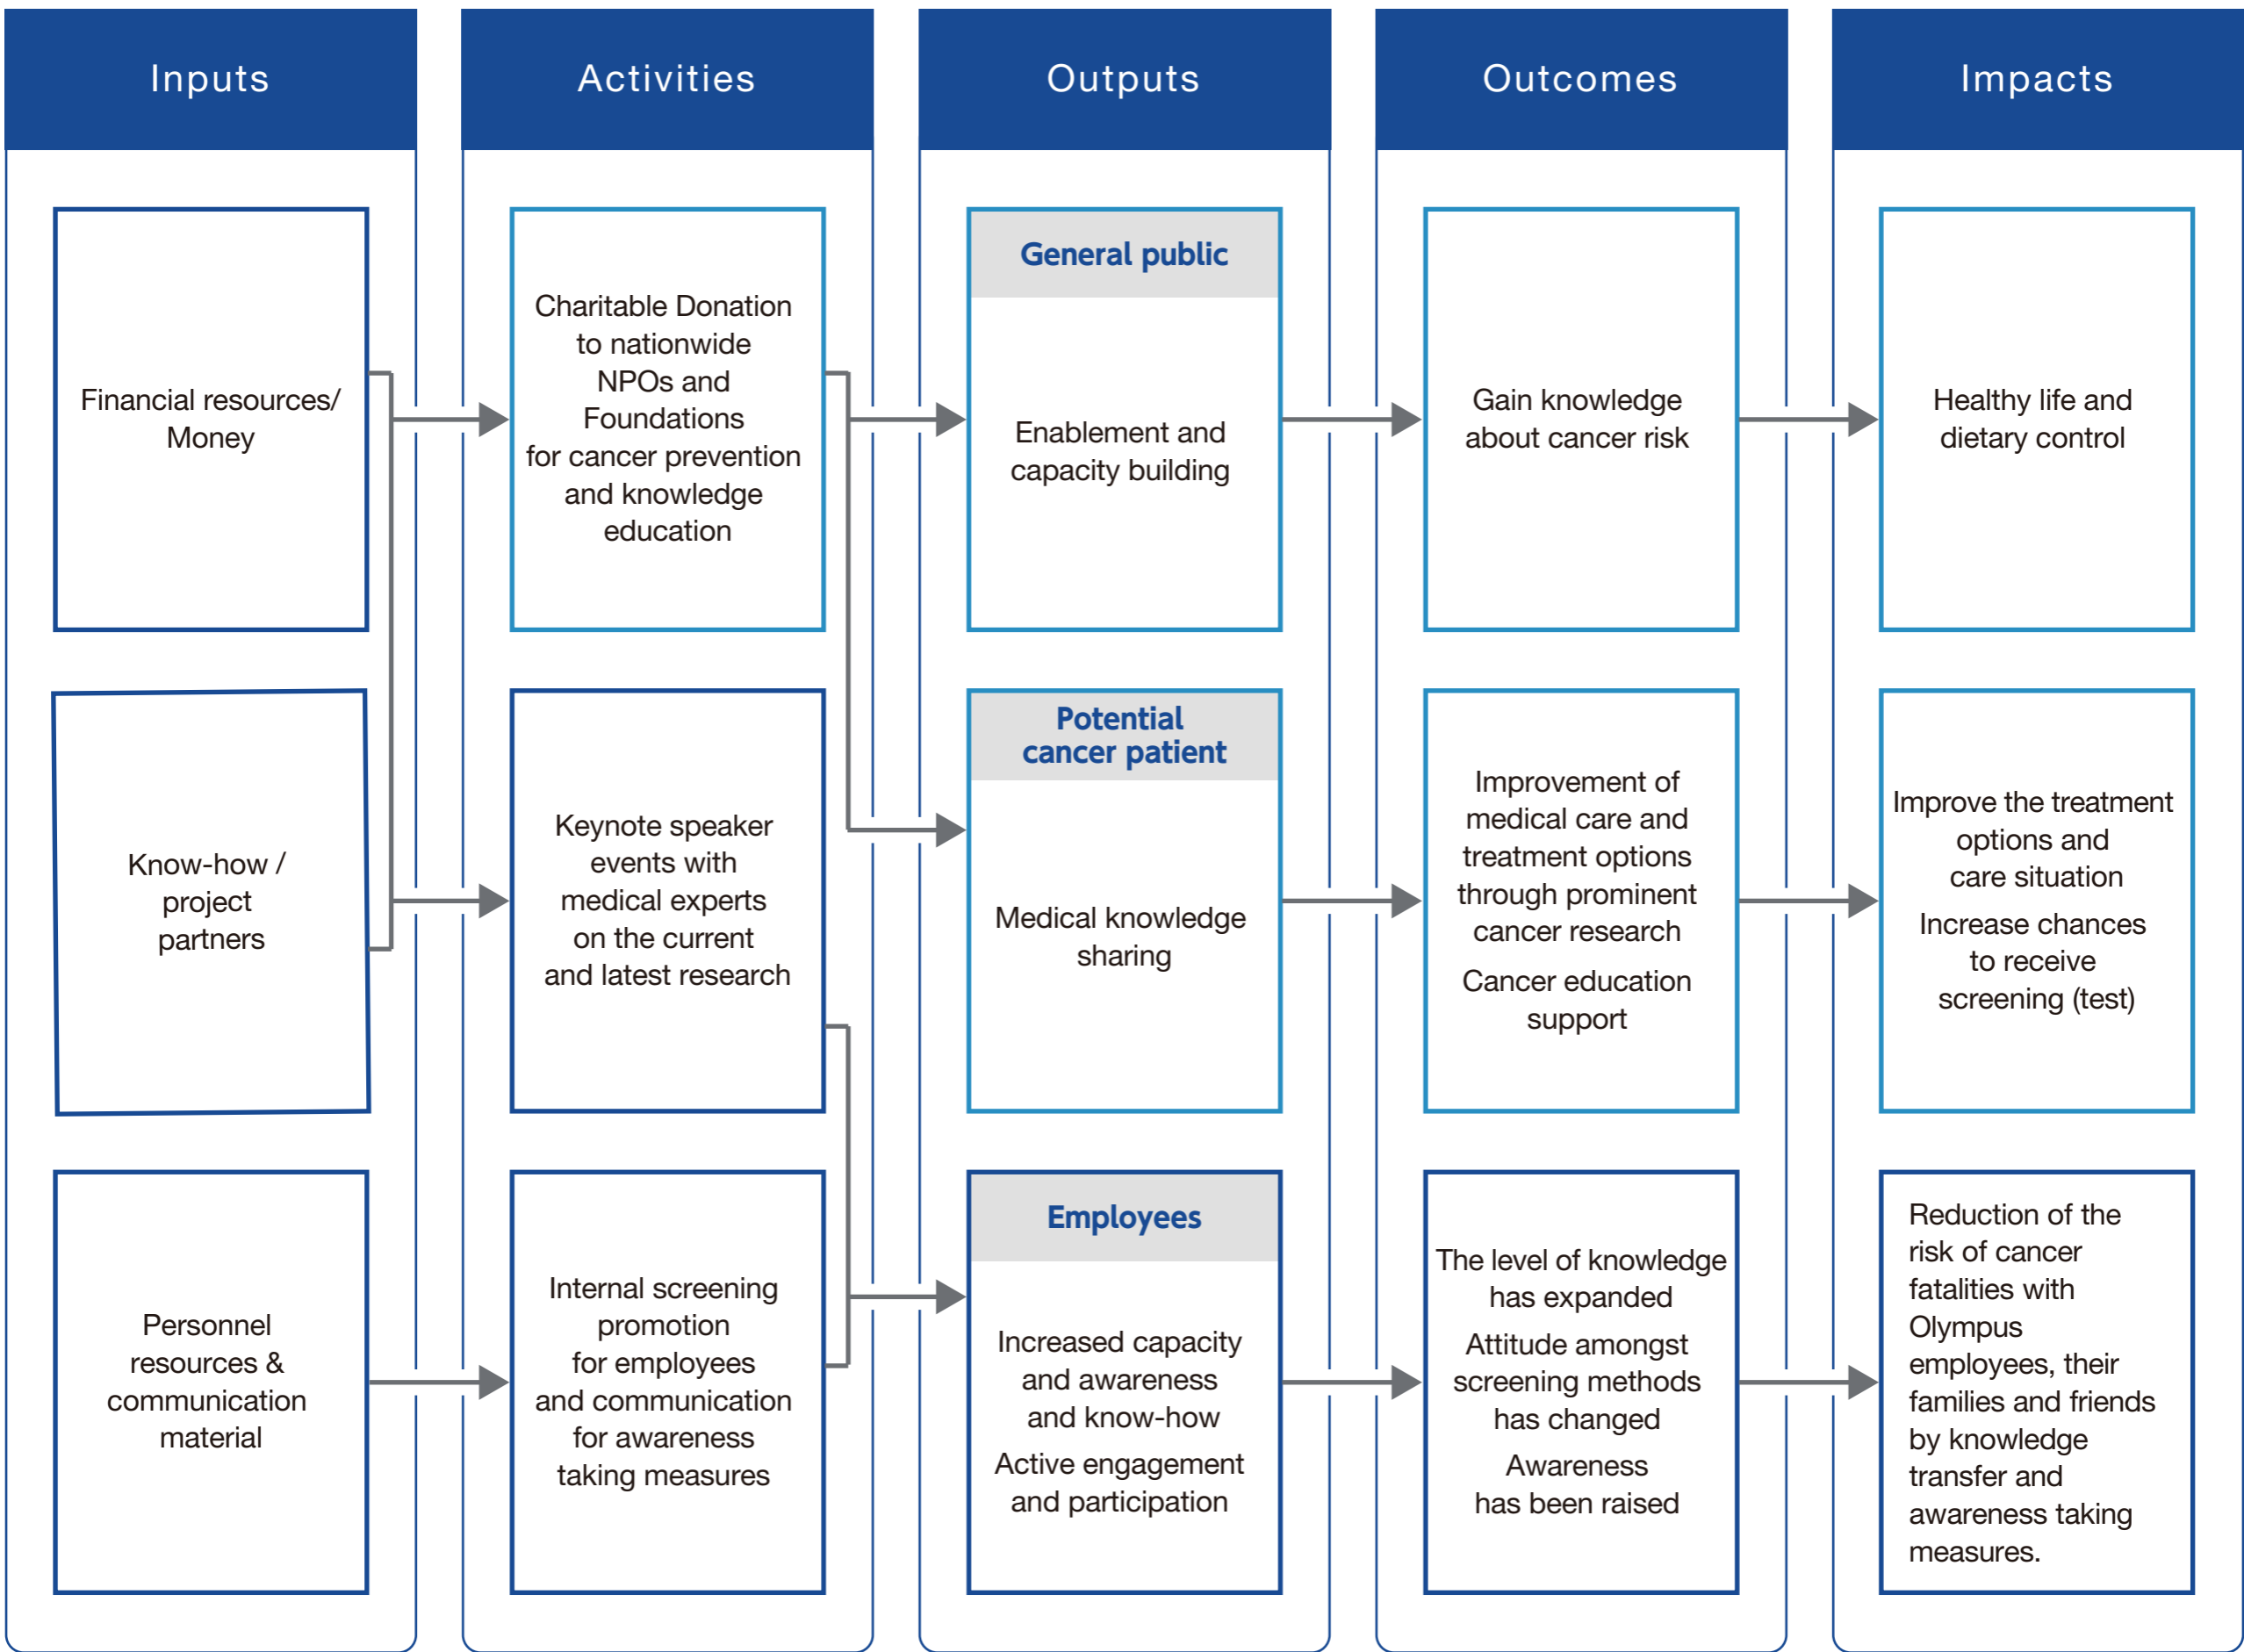 Inputs
Activities
Outputs
Outcomes
Impacts
Financial resources/
Money
Charitable Donation
to nationwide
NPOs and
Foundations
for cancer prevention
and knowledge
education
General public
Enablement and
capacity building
Gain knowledge
about cancer risk
Healthy life and
dietary control
Know-how /
project
partners
Keynote speaker
events with
medical experts
on the current
and latest research
Potential
cancer patient
Medical knowledge
sharing
Improvement of
medical care and
treatment options
through prominent
cancer research
Cancer education
support
Improve the treatment
options and
care situation
Increase chances
to receive
screening (test)
Personnel
resources &
communication
material
Internal screening
promotion
for employees
and communication
for awareness
taking measures
Employees
Increased capacity
and awareness
and know-how
Active engagement
and participation
The level of knowledge
has expanded
Attitude amongst
screening methods
has changed
Awareness
has been raised
Reduction of the
risk of cancer
fatalities with
Olympus
employees, their
families and friends
by knowledge
transfer and
awareness taking
measures.